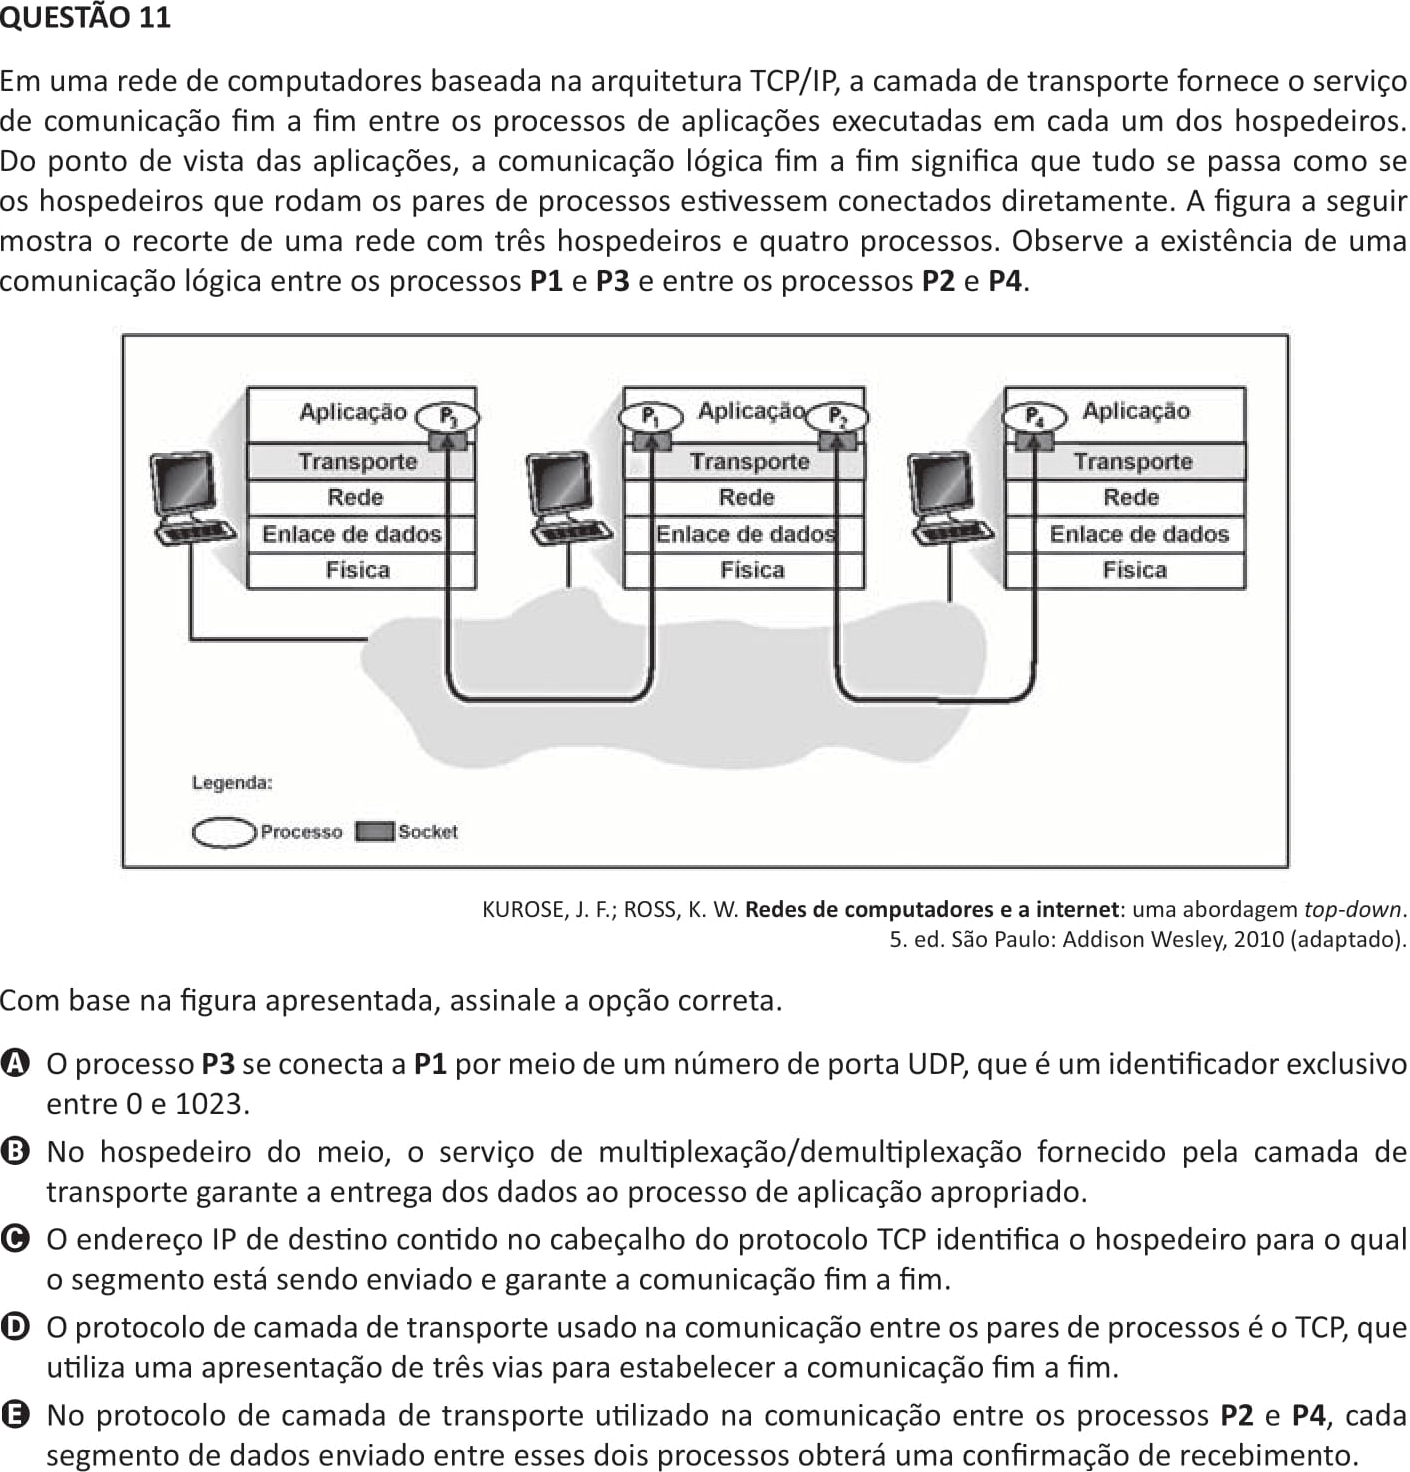 QUESTÃO 11
Em uma rede de computadores baseada na arquitetura TCP/IP, a camada de transporte fornece o serviço
de comunicação fim a fim entre os processos de aplicações executadas em cada um dos hospedeiros.
Do ponto de vista das aplicações, a comunicação lógica fim a fim significa que tudo se passa como se
os hospedeiros que rodam os pares de processos estivessem conectados diretamente. A figura a seguir
mostra o recorte de uma rede com três hospedeiros e quatro processos. Observe a existência de uma
comunicação lógica entre os processos P1 e P3 e entre os processos P2 e P4.
Aplicação P3 P1 Aplicação P2 P4 Aplicação
Transporte Transporte Transporte
Rede Rede Rede
Enlace de dados Enlace de dados Enlace de dados
Física Física Física
Legenda:
Processo Socket
KUROSE, J. F.; ROSS, K. W. Redes de computadores e a internet: uma abordagem top-down.
5. ed. São Paulo: Addison Wesley, 2010 (adaptado).
Com base na figura apresentada, assinale a opção correta.
A O processo P3 se conecta a P1 por meio de um número de porta UDP, que é um identificador exclusivo
entre 0 e 1023.
B No hospedeiro do meio, o serviço de multiplexação/demultiplexação fornecido pela camada de
transporte garante a entrega dos dados ao processo de aplicação apropriado.
C O endereço IP de destino contido no cabeçalho do protocolo TCP identifica o hospedeiro para o qual
o segmento está sendo enviado e garante a comunicação fim a fim.
D O protocolo de camada de transporte usado na comunicação entre os pares de processos é o TCP, que
utiliza uma apresentação de três vias para estabelecer a comunicação fim a fim.
E No protocolo de camada de transporte utilizado na comunicação entre os processos P2 e P4, cada
segmento de dados enviado entre esses dois processos obterá uma confirmação de recebimento.